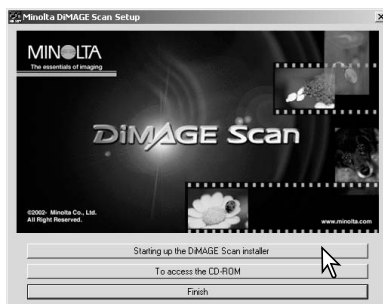 Minolta DiMAGE Scan Setup
MINOLTA
The essentials of imaging
DiMAGE Scan
©2002- Minolta Co., Ltd.
All Right Reserved.
www.minolta.com
Starting up the DiMAGE Scan installer
To access the CD-ROM
Finish